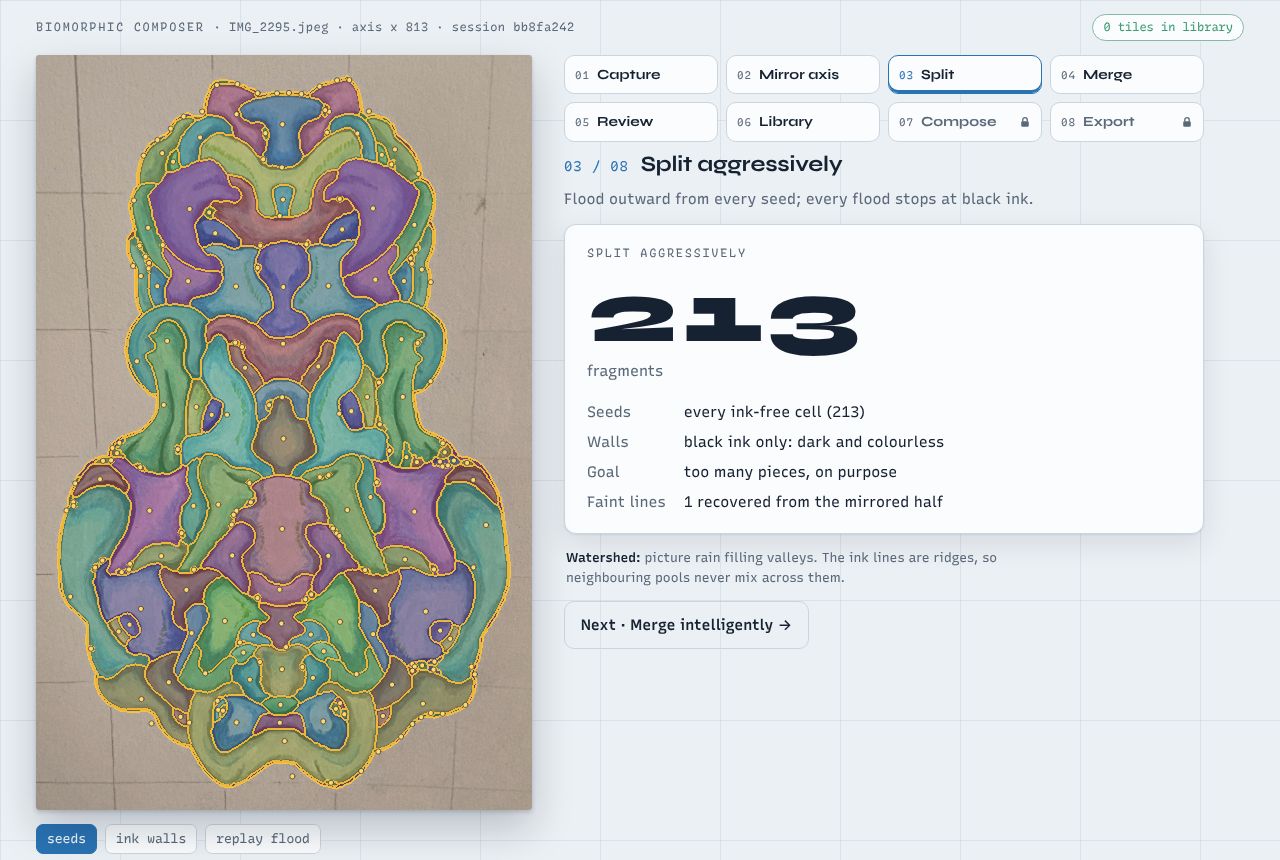 BIOMORPHIC COMPOSER · IMG_2295.jpeg · axis x 813 · session bb8fa242
0 tiles in library
01 Capture
02 Mirror axis
03 Split
04 Merge
05 Review
06 Library
07 Compose
08 Export
03 / 08 Split aggressively
Flood outward from every seed; every flood stops at black ink.
SPLIT AGGRESSIVELY
213
fragments
Seeds every ink-free cell (213)
Walls black ink only: dark and colourless
Goal too many pieces, on purpose
Faint lines 1 recovered from the mirrored half
Watershed: picture rain filling valleys. The ink lines are ridges, so
neighbouring pools never mix across them.
Next · Merge intelligently →
seeds
ink walls
replay flood